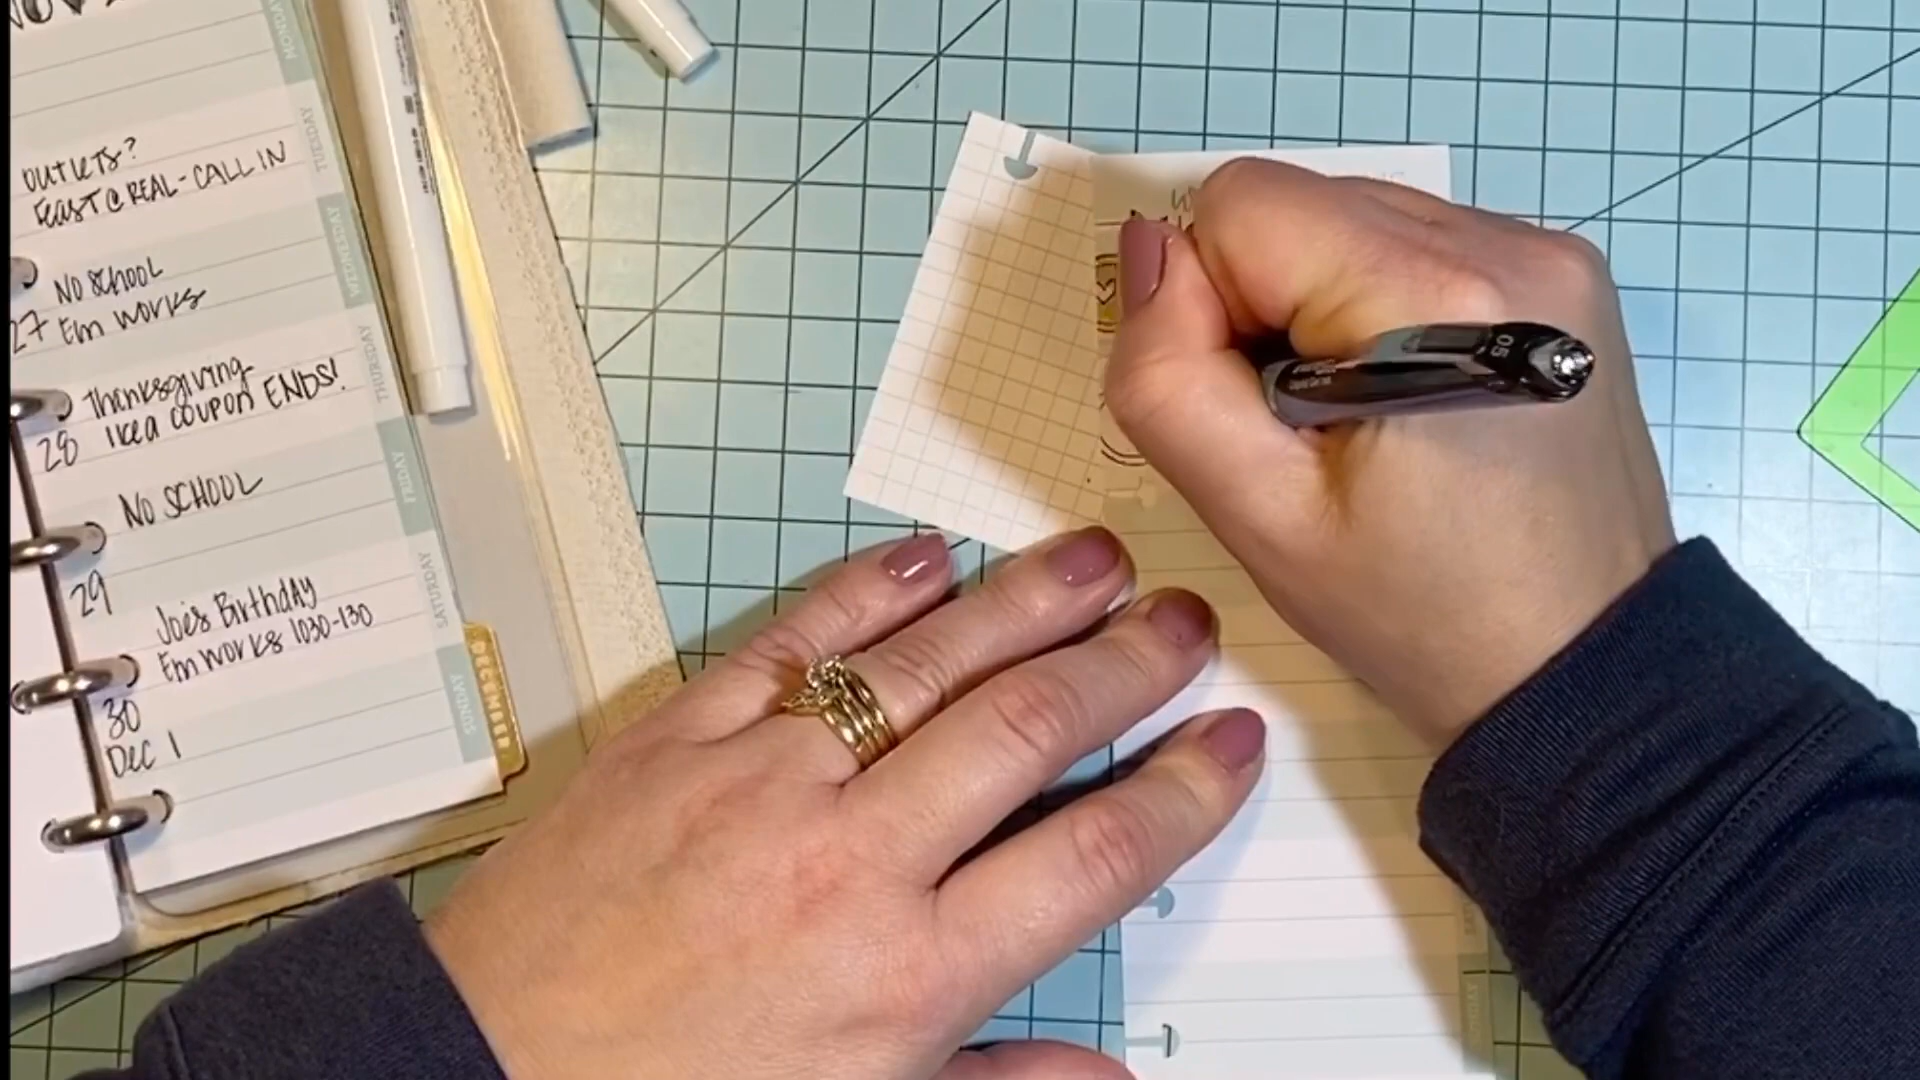 NOV
MONDAY
OUTLETS?
FEAST @ REAL - CALL IN
TUESDAY
NO SCHOOL
27 Em WORKS
WEDNESDAY
Thanksgiving
28 IKEA COUPON ENDS!
THURSDAY
NO SCHOOL
29
FRIDAY
Joe's BirthdAy
Em WORKS 1030-130
30
SATURDAY
Dec 1
SUNDAY
DECEMBER
05